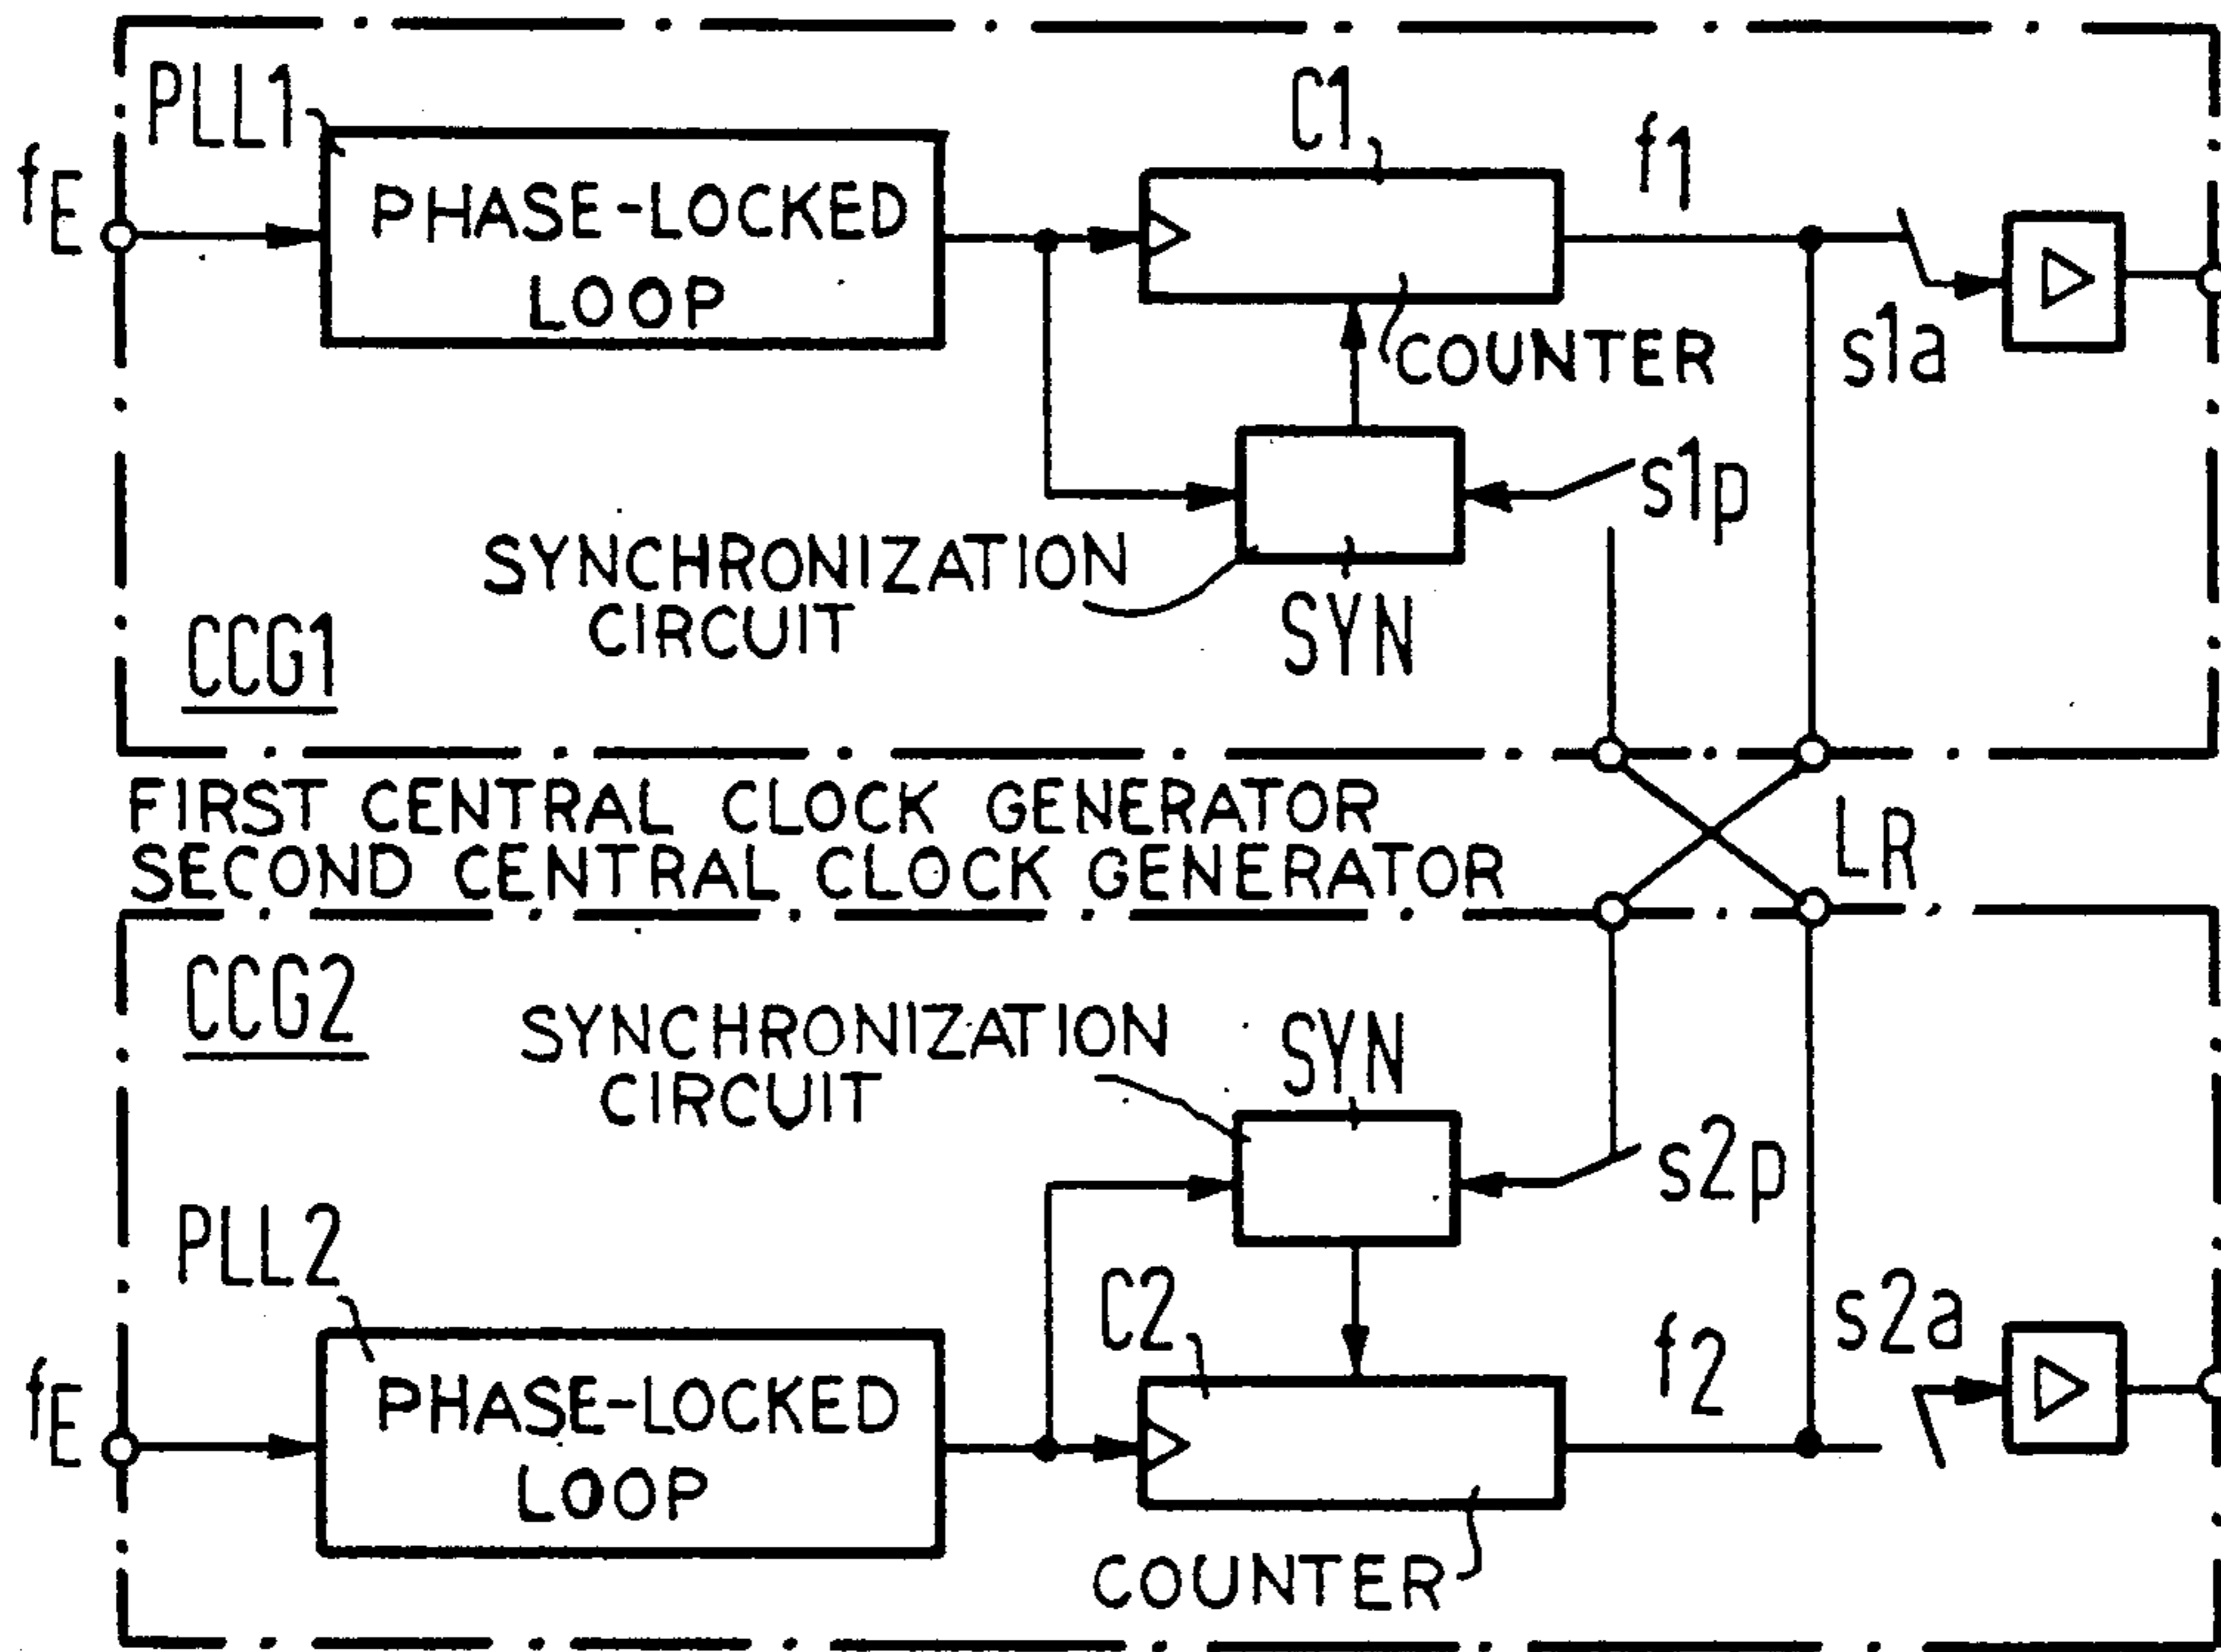 PLL1
C1
f1
fE
PHASE-LOCKED
LOOP
COUNTER
s1a
s1p
SYNCHRONIZATION
CIRCUIT
SYN
CCG1
FIRST CENTRAL CLOCK GENERATOR
SECOND CENTRAL CLOCK GENERATOR
LR
CCG2
SYNCHRONIZATION
CIRCUIT
SYN
s2p
PLL2
C2
f2
s2a
fE
PHASE-LOCKED
LOOP
COUNTER